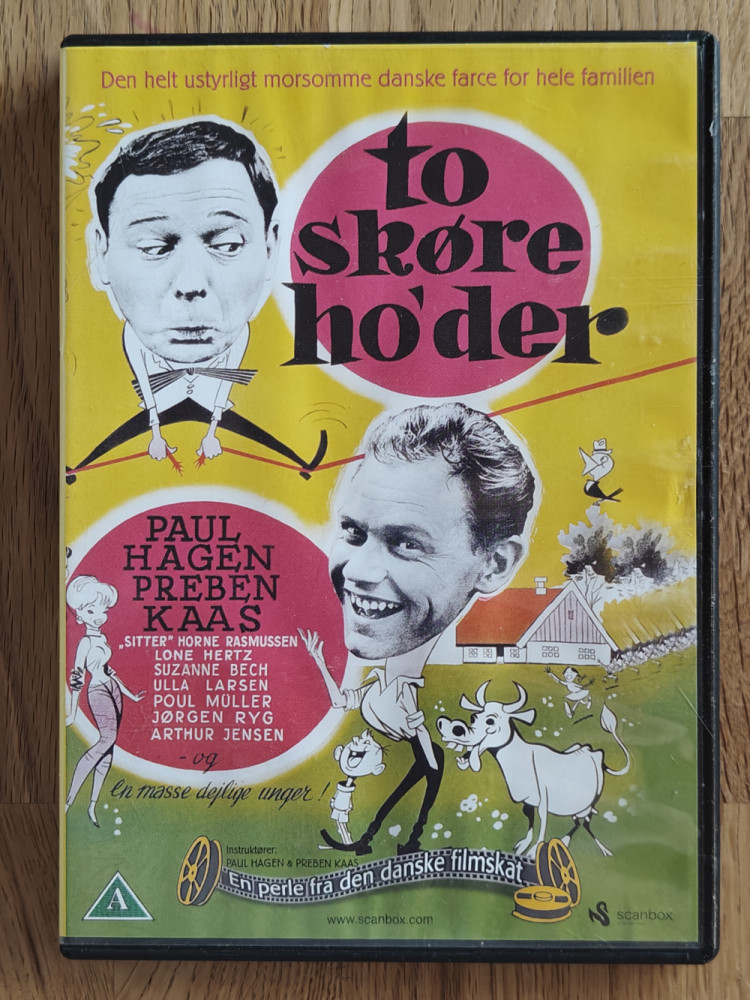 Den helt ustyrligt morsomme danske farce for hele familien
to
skøre
ho'der
PAUL
HAGEN
PREBEN
KAAS
„SITTER" HORNE RASMUSSEN
LONE HERTZ
SUZANNE BECH
ULLA LARSEN
POUL MÜLLER
JØRGEN RYG
ARTHUR JENSEN
- og
en masse dejlige unger!
Instruktører:
PAUL HAGEN & PREBEN KAAS
En perle fra den danske filmskat
A
www.scanbox.com
scanbox